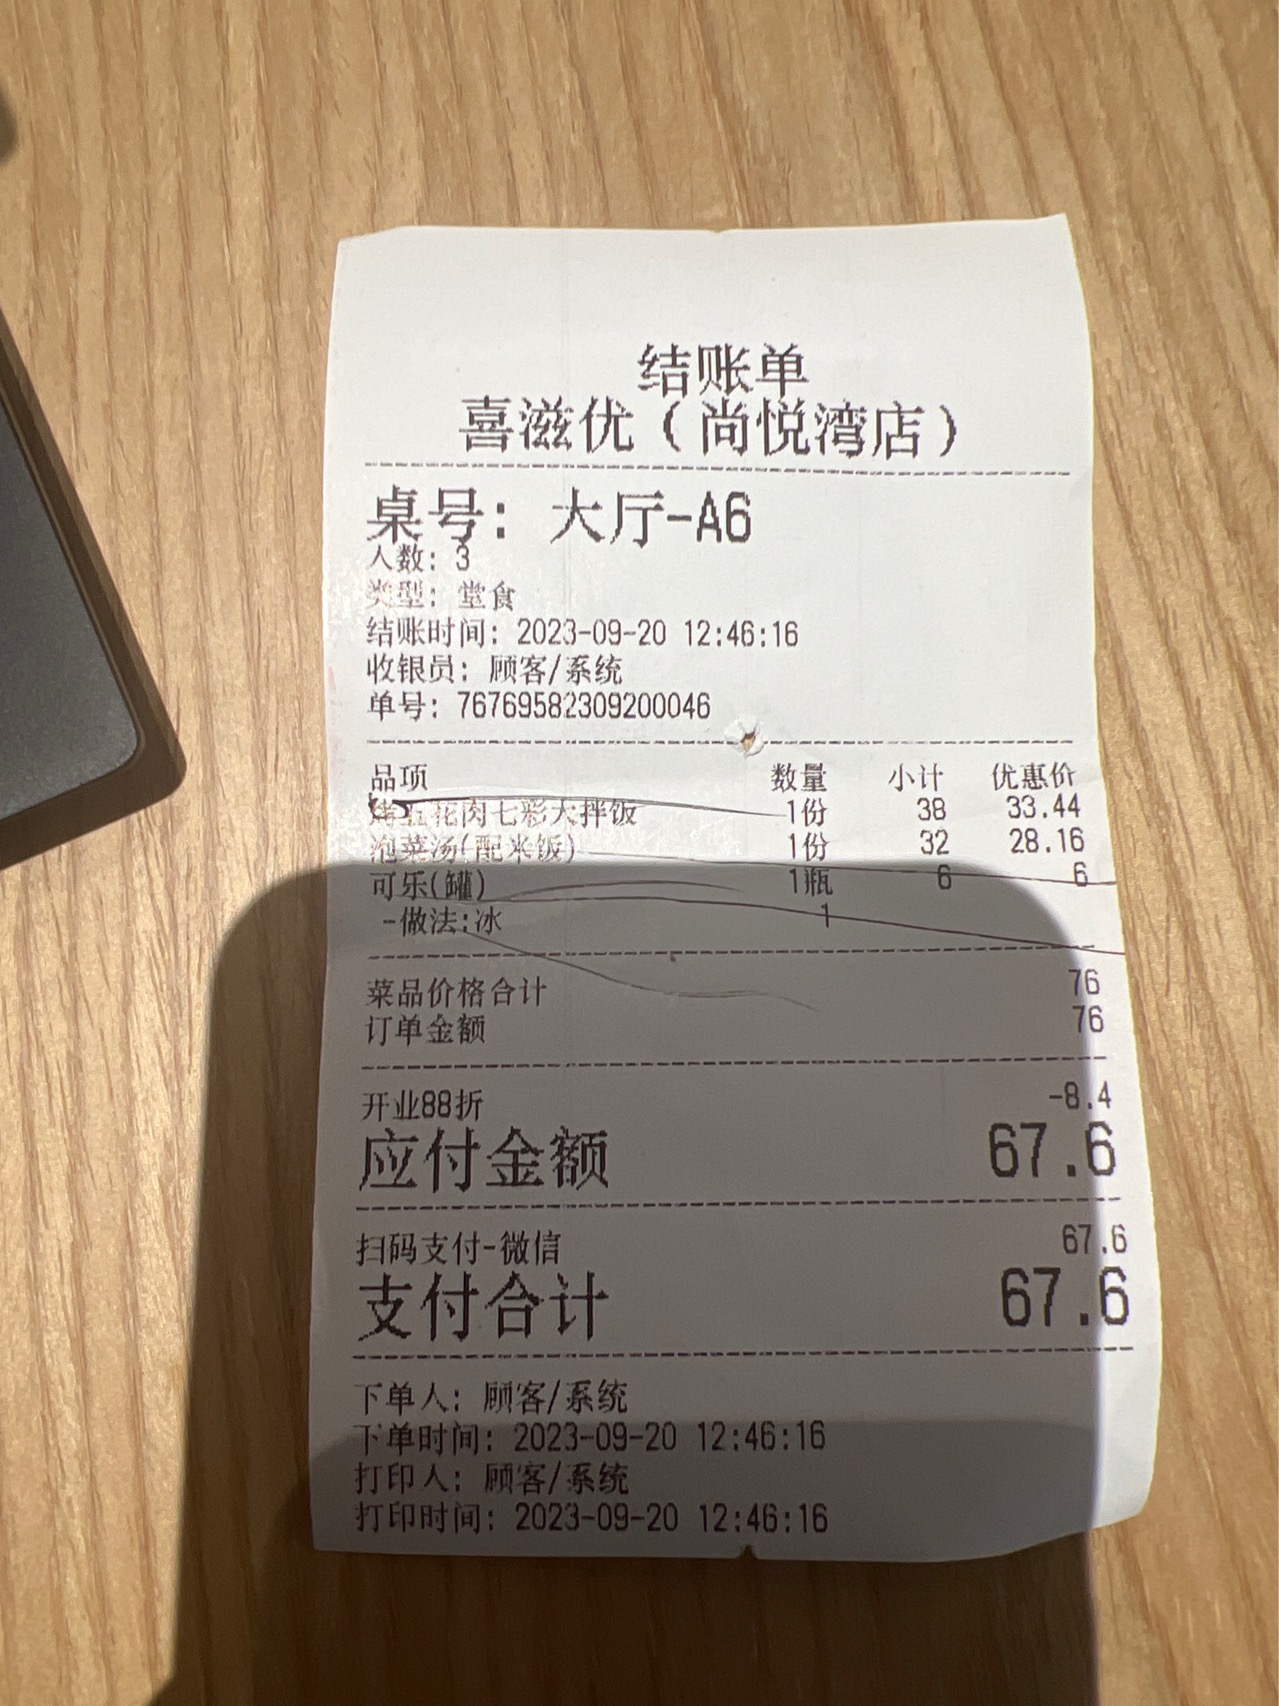 结账单
喜滋优（尚悦湾店）
桌号：大厅-A6
人数：3
类型：堂食
结账时间：2023-09-20 12:46:16
收银员：顾客/系统
单号：76769582309200046
品项 数量 小计 优惠价
烤五花肉七彩大拌饭 1份 38 33.44
泡菜汤(配米饭) 1份 32 28.16
可乐(罐) 1瓶 6 6
-做法:冰 1
菜品价格合计 76
订单金额 76
开业88折 -8.4
应付金额 67.6
扫码支付-微信 67.6
支付合计 67.6
下单人：顾客/系统
下单时间：2023-09-20 12:46:16
打印人：顾客/系统
打印时间：2023-09-20 12:46:16